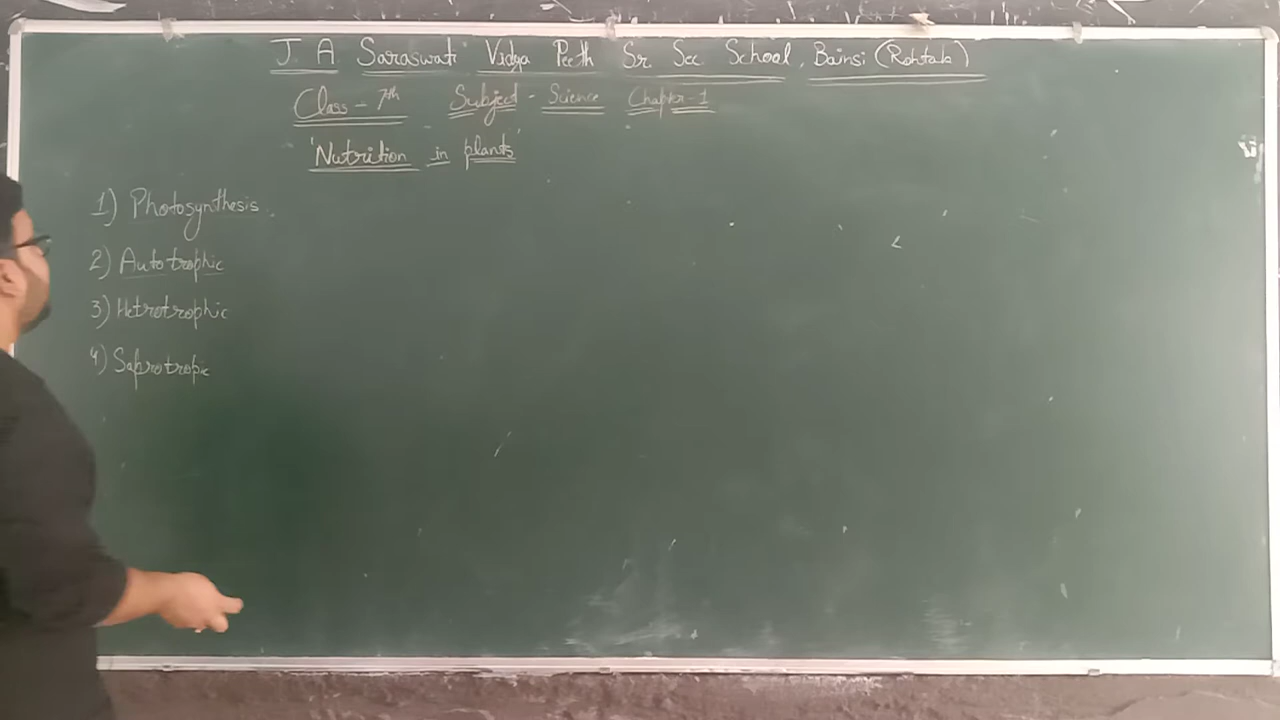 J. A Saraswati Vidya Peeth Sr. Sec. School, Bainsi (Rohtak)
Class - 7th Subject - Science Chapter-1
'Nutrition in plants'
1) Photosynthesis.
2) Autotrophic
3) Hetrotrophic
4) Saprotropic